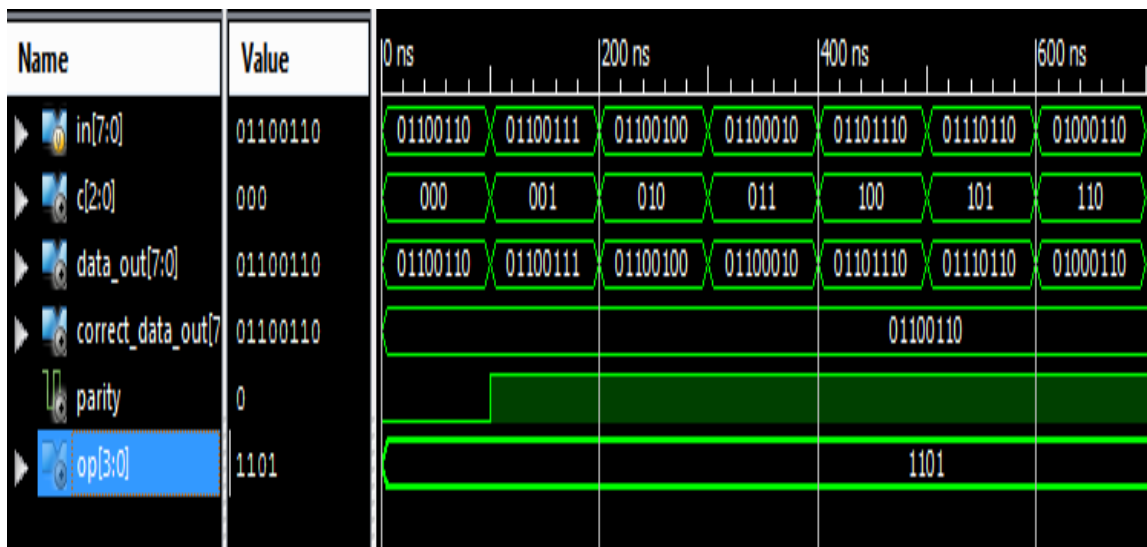 Name Value 0 ns 200 ns 400 ns 600 ns
in[7:0] 01100110 01100110 01100111 01100100 01100010 01101110 01110110 01000110
c[2:0] 000 000 001 010 011 100 101 110
data_out[7:0] 01100110 01100110 01100111 01100100 01100010 01101110 01110110 01000110
correct_data_out[7 01100110 01100110
parity 0
op[3:0] 1101 1101